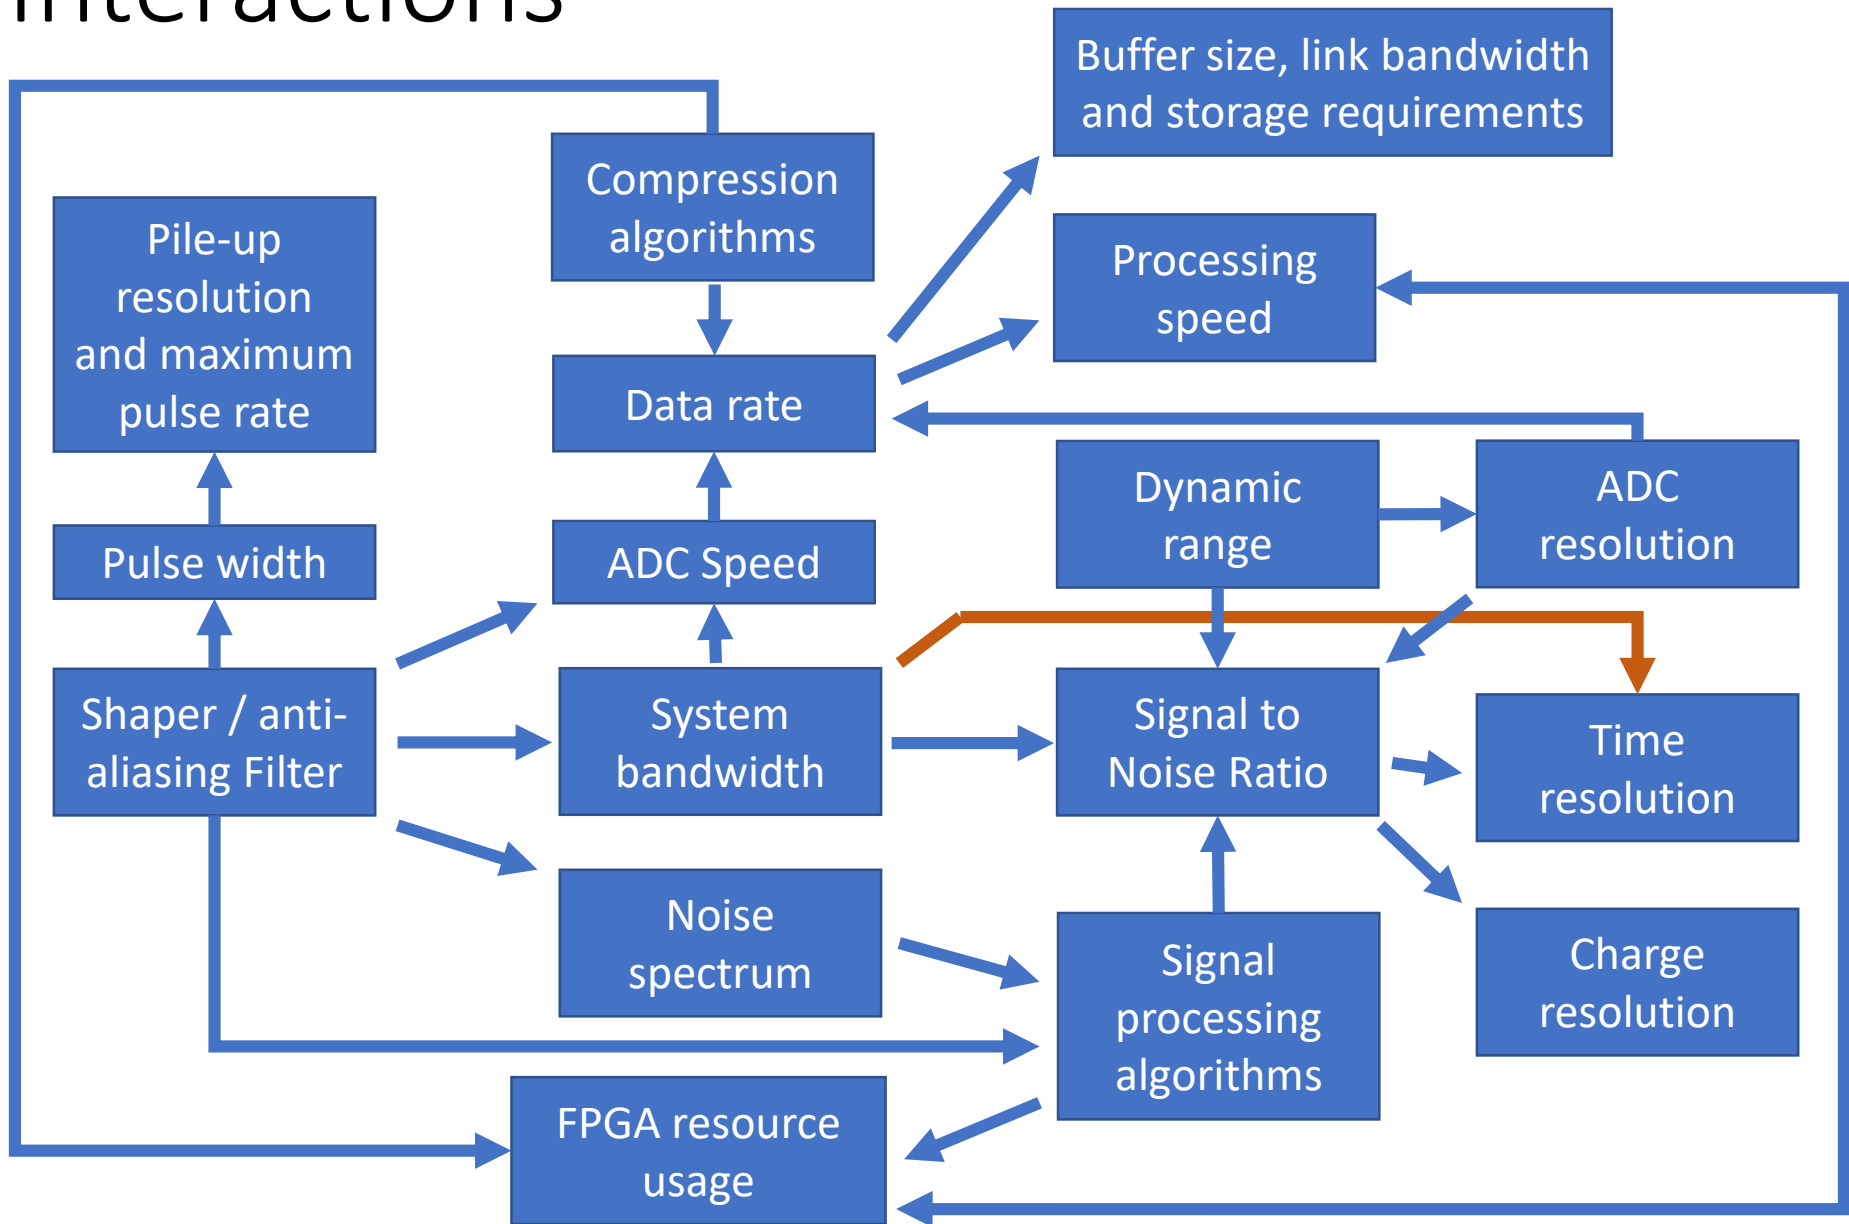 interactions
Buffer size, link bandwidth
and storage requirements
Compression
algorithms
Pile-up
resolution
and maximum
pulse rate
Processing
speed
Data rate
Dynamic
range
ADC
resolution
Pulse width
ADC Speed
Shaper / anti-
aliasing Filter
System
bandwidth
Signal to
Noise Ratio
Time
resolution
Noise
spectrum
Signal
processing
algorithms
Charge
resolution
FPGA resource
usage